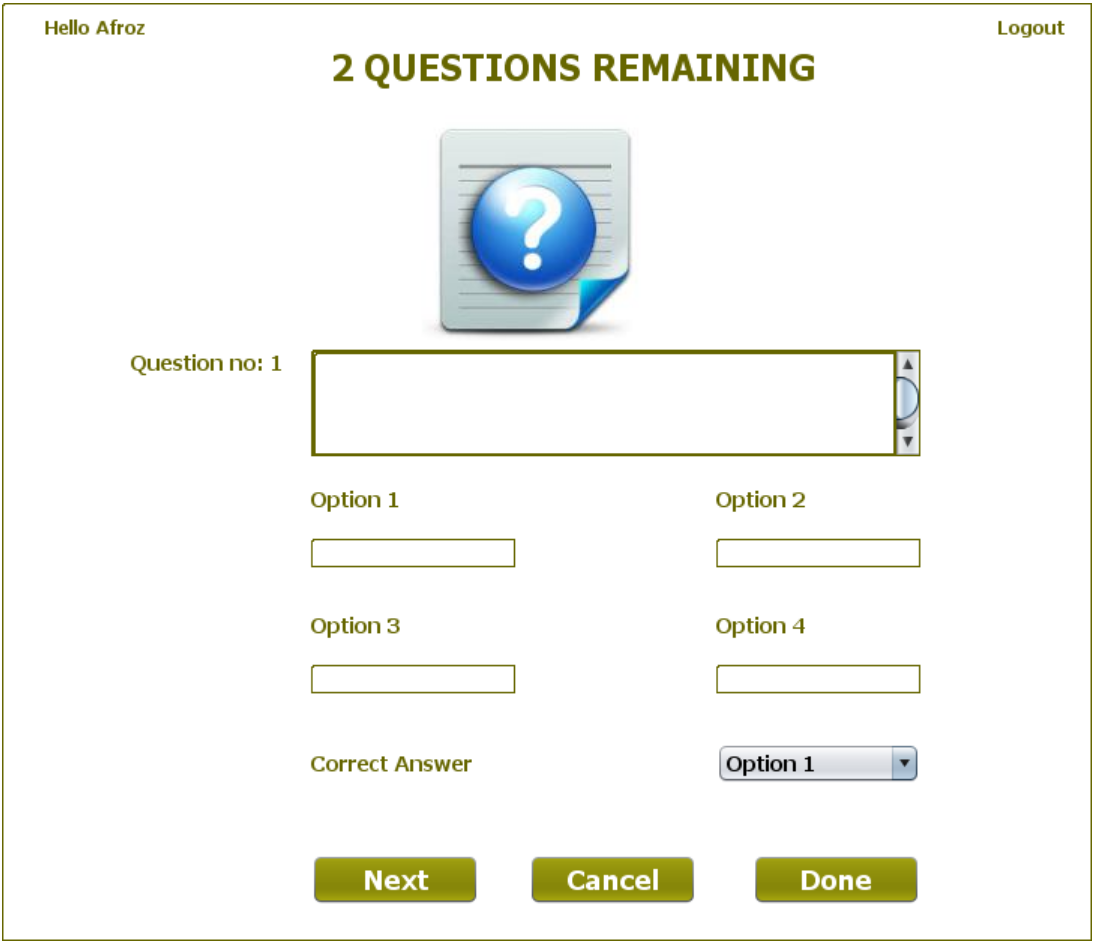 Hello Afroz
Logout
2 QUESTIONS REMAINING
?
Question no: 1
Option 1
Option 2
Option 3
Option 4
Correct Answer
Option 1
Next
Cancel
Done